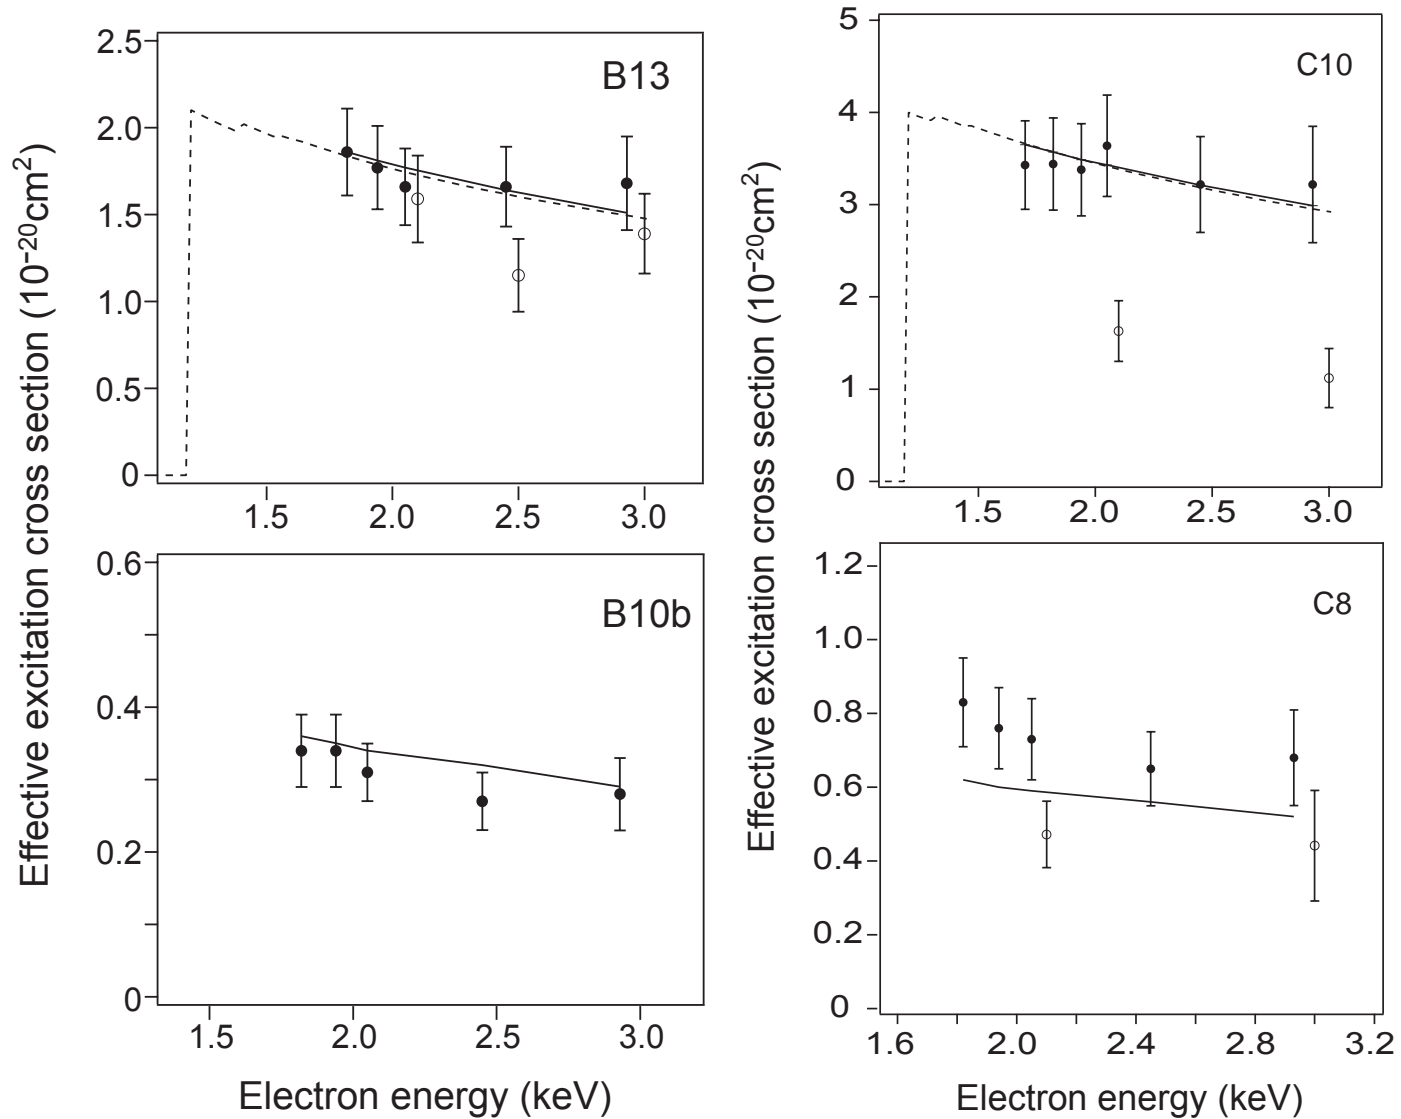 Effective excitation cross section (10⁻²⁰cm²)
B13
2.5
2.0
1.5
1.0
0.5
0
1.5 2.0 2.5 3.0
B10b
0.6
0.4
0.2
0
1.5 2.0 2.5 3.0
Electron energy (keV)
Effective excitation cross section (10⁻²⁰cm²)
C10
5
4
3
2
1
0
1.5 2.0 2.5 3.0
C8
1.2
1.0
0.8
0.6
0.4
0.2
0
1.6 2.0 2.4 2.8 3.2
Electron energy (keV)